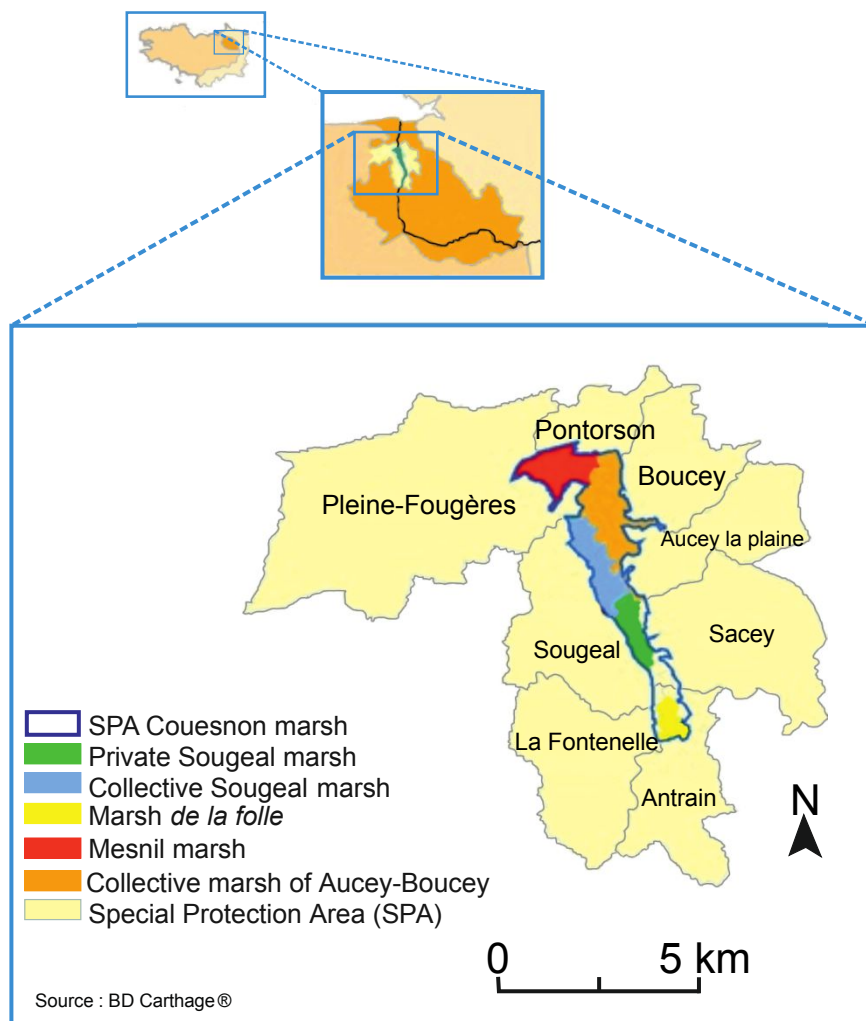 Pontorson
Boucey
Pleine-Fougères
Aucey la plaine
Sougeal
Sacey
La Fontenelle
Antrain
SPA Couesnon marsh
Private Sougeal marsh
Collective Sougeal marsh
Marsh de la folle
Mesnil marsh
Collective marsh of Aucey-Boucey
Special Protection Area (SPA)
N
0 5 km
Source : BD Carthage®